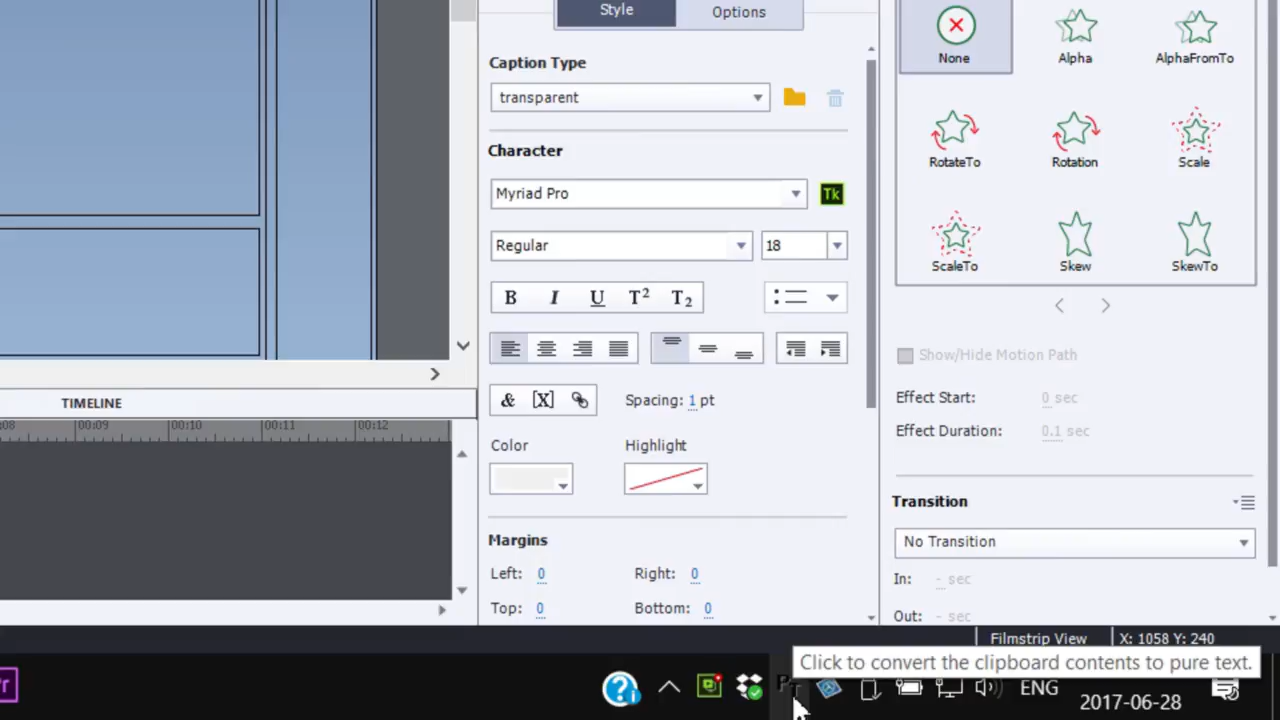 Style
Options
Caption Type
transparent
Character
Myriad Pro
Tk
Regular
18
B I U T² T₂
& [X]
Spacing: 1 pt
Color
Highlight
Margins
Left: 0
Right: 0
Top: 0
Bottom: 0
None
Alpha
AlphaFromTo
RotateTo
Rotation
Scale
ScaleTo
Skew
SkewTo
Show/Hide Motion Path
Effect Start: 0 sec
Effect Duration: 0.1 sec
Transition
No Transition
In: - sec
Out: - sec
TIMELINE
00:09
00:10
00:11
00:12
Filmstrip View
X: 1058 Y: 240
Click to convert the clipboard contents to pure text.
ENG
2017-06-28